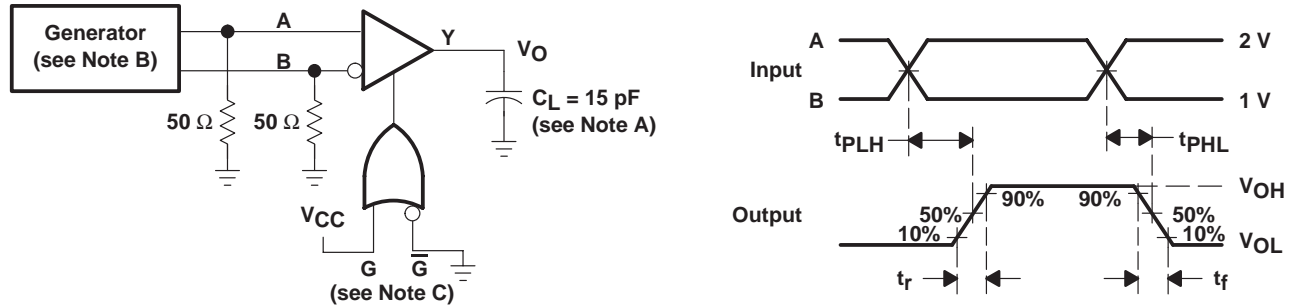 Generator
(see Note B)
A
B
Y
VO
50 Ω
50 Ω
CL = 15 pF
(see Note A)
VCC
G
G̅
(see Note C)
A
Input
B
2 V
1 V
tPLH
tPHL
Output
10%
50%
90%
90%
50%
10%
VOH
VOL
tr
tf